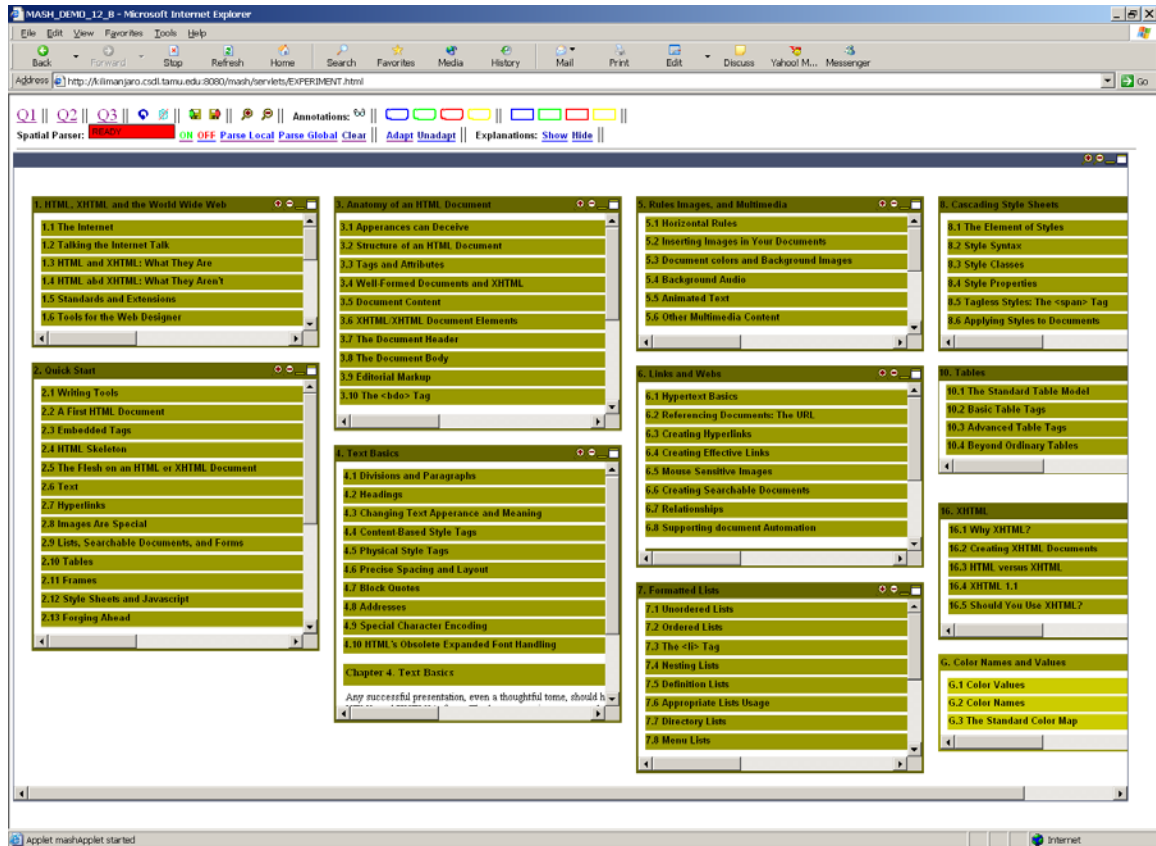 MASH_DEMO_12_B - Microsoft Internet Explorer
File Edit View Favorites Tools Help
Back Forward Stop Refresh Home Search Favorites Media History Mail Print Edit Discuss Yahoo! M... Messenger
Address http://kilimanjaro.csdl.tamu.edu:8080/mash/servlets/EXPERIMENT.html Go
Q1 || Q2 || Q3 || || || || Annotations: || || ||
Spatial Parser: READY ON OFF Parse Local Parse Global Clear || Adapt Unadapt || Explanations: Show Hide ||
1. HTML, XHTML and the World Wide Web
1.1 The Internet
1.2 Talking the Internet Talk
1.3 HTML and XHTML: What They Are
1.4 HTML abd XHTML: What They Aren't
1.5 Standards and Extensions
1.6 Tools for the Web Designer
2. Quick Start
2.1 Writing Tools
2.2 A First HTML Document
2.3 Embedded Tags
2.4 HTML Skeleton
2.5 The Flesh on an HTML or XHTML Document
2.6 Text
2.7 Hyperlinks
2.8 Images Are Special
2.9 Lists, Searchable Documents, and Forms
2.10 Tables
2.11 Frames
2.12 Style Sheets and Javascript
2.13 Forging Ahead
3. Anatomy of an HTML Document
3.1 Apperances can Deceive
3.2 Structure of an HTML Document
3.3 Tags and Attributes
3.4 Well-Formed Documents and XHTML
3.5 Document Content
3.6 XHTML/XHTML Document Elements
3.7 The Document Header
3.8 The Document Body
3.9 Editorial Markup
3.10 The <bdo> Tag
4. Text Basics
4.1 Divisions and Paragraphs
4.2 Headings
4.3 Changing Text Apperance and Meaning
4.4 Content-Based Style Tags
4.5 Physical Style Tags
4.6 Precise Spacing and Layout
4.7 Block Quotes
4.8 Addresses
4.9 Special Character Encoding
4.10 HTML's Obsolete Expanded Font Handling
Chapter 4. Text Basics
Any successful presentation, even a thoughtful tome, should h
5. Rules Images, and Multimedia
5.1 Horizontal Rules
5.2 Inserting Images in Your Documents
5.3 Document colors and Background Images
5.4 Background Audio
5.5 Animated Text
5.6 Other Multimedia Content
6. Links and Webs
6.1 Hypertext Basics
6.2 Referencing Documents: The URL
6.3 Creating Hyperlinks
6.4 Creating Effective Links
6.5 Mouse Sensitive Images
6.6 Creating Searchable Documents
6.7 Relationships
6.8 Supporting document Automation
7. Formatted Lists
7.1 Unordered Lists
7.2 Ordered Lists
7.3 The <li> Tag
7.4 Nesting Lists
7.5 Definition Lists
7.6 Appropriate Lists Usage
7.7 Directory Lists
7.8 Menu Lists
8. Cascading Style Sheets
8.1 The Element of Styles
8.2 Style Syntax
8.3 Style Classes
8.4 Style Properties
8.5 Tagless Styles: The <span> Tag
8.6 Applying Styles to Documents
10. Tables
10.1 The Standard Table Model
10.2 Basic Table Tags
10.3 Advanced Table Tags
10.4 Beyond Ordinary Tables
16. XHTML
16.1 Why XHTML?
16.2 Creating XHTML Documents
16.3 HTML versus XHTML
16.4 XHTML 1.1
16.5 Should You Use XHTML?
G. Color Names and Values
G.1 Color Values
G.2 Color Names
G.3 The Standard Color Map
Applet mashApplet started
Internet